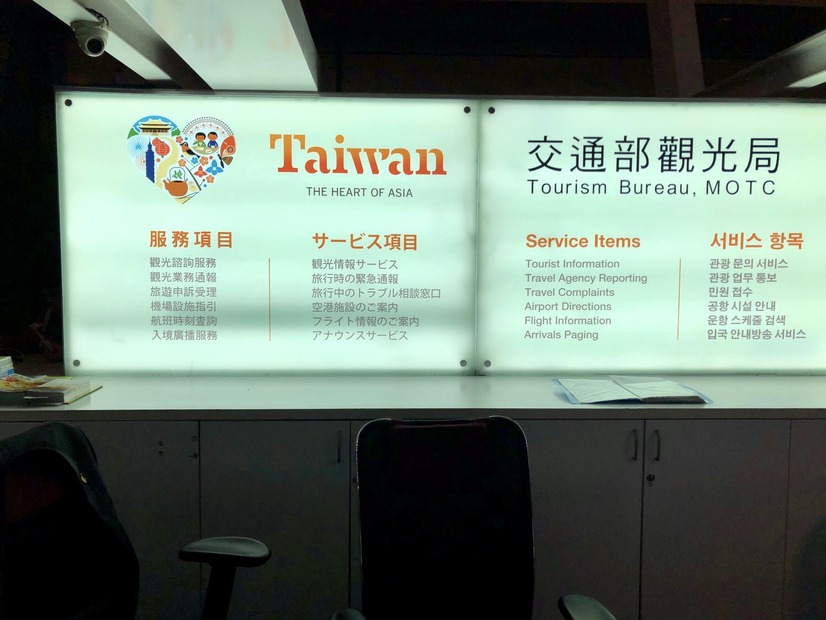 Taiwan
THE HEART OF ASIA
服務項目
觀光諮詢服務
觀光業務通報
旅遊申訴受理
機場設施指引
航班時刻查詢
入境廣播服務
サービス項目
観光情報サービス
旅行時の緊急通報
旅行中のトラブル相談窓口
空港施設のご案内
フライト情報のご案内
アナウンスサービス
交通部觀光局
Tourism Bureau, MOTC
Service Items
Tourist Information
Travel Agency Reporting
Travel Complaints
Airport Directions
Flight Information
Arrivals Paging
서비스 항목
관광 문의 서비스
관광 업무 통보
민원 접수
공항 시설 안내
운항 스케줄 검색
입국 안내방송 서비스